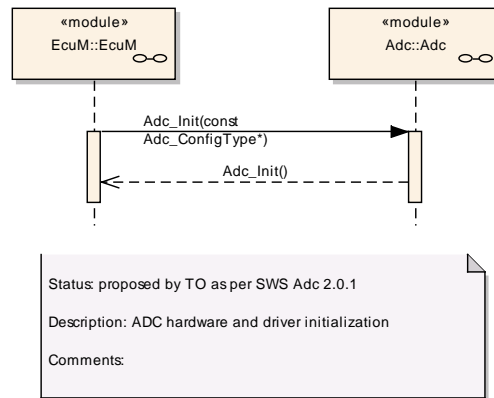 «module»
EcuM::EcuM
«module»
Adc::Adc
Adc_Init(const
Adc_ConfigType*)
Adc_Init()
Status: proposed by TO as per SWS Adc 2.0.1
Description: ADC hardware and driver initialization
Comments: